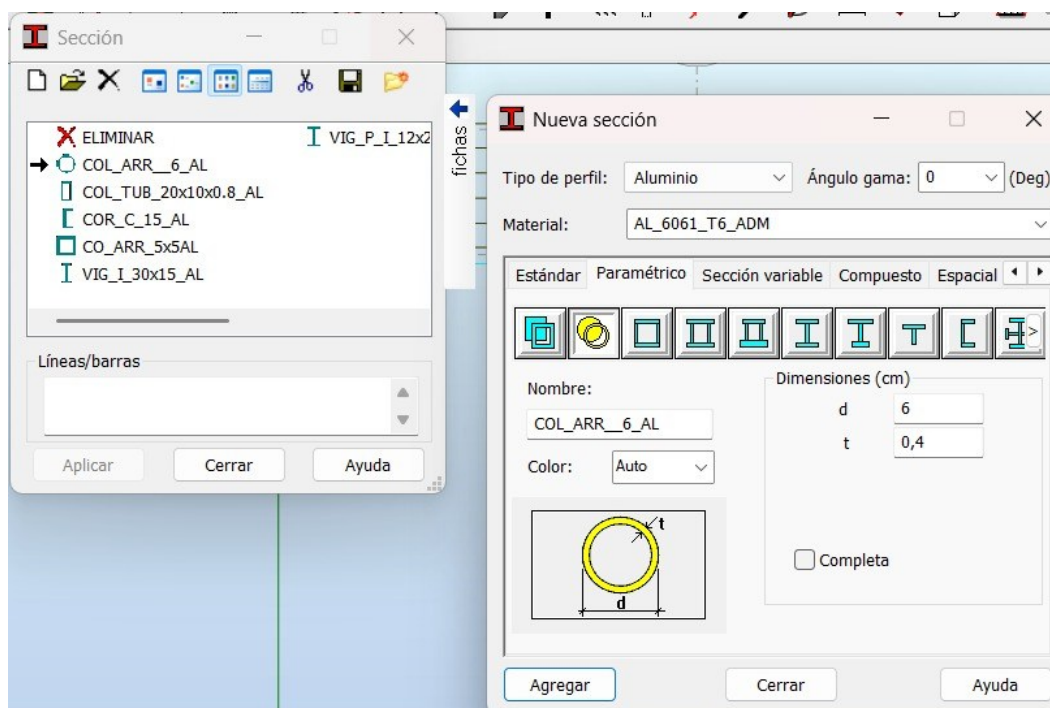 Sección
ELIMINAR
VIG_P_I_12x2
COL_ARR__6_AL
COL_TUB_20x10x0.8_AL
COR_C_15_AL
CO_ARR_5x5AL
VIG_I_30x15_AL
fichas
Líneas/barras
Aplicar
Cerrar
Ayuda
Nueva sección
Tipo de perfil:
Aluminio
Ángulo gama:
0
(Deg)
Material:
AL_6061_T6_ADM
Estándar
Paramétrico
Sección variable
Compuesto
Espacial
Nombre:
COL_ARR__6_AL
Color:
Auto
Dimensiones (cm)
d
6
t
0,4
Completa
t
d
Agregar
Cerrar
Ayuda